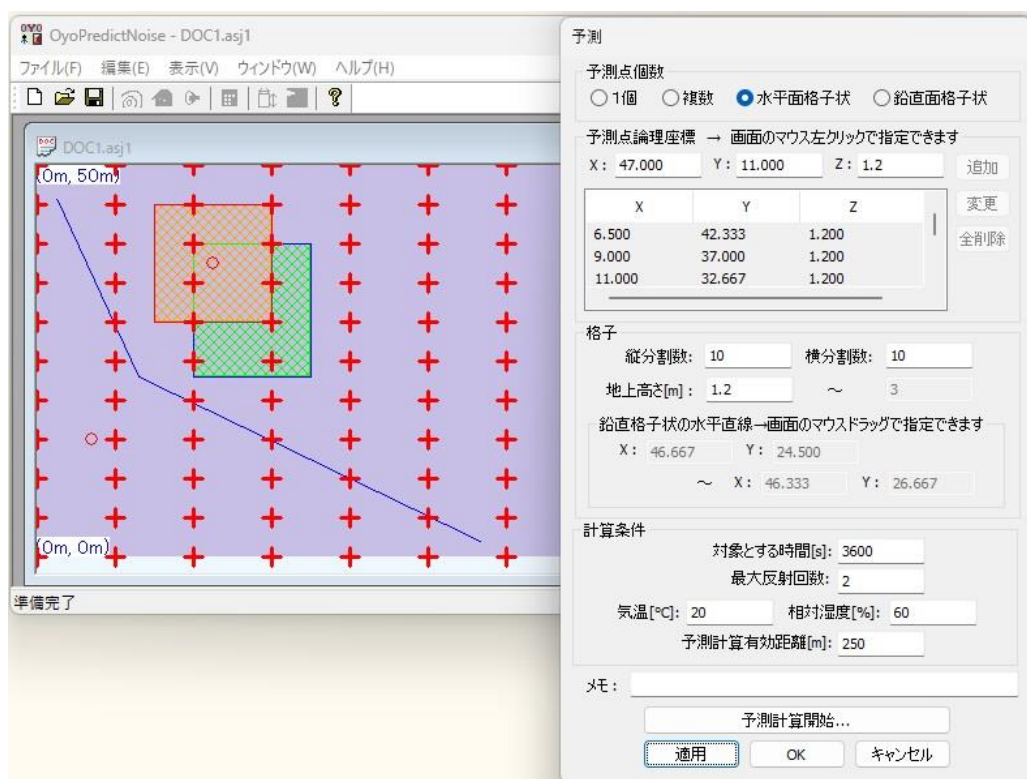 OyoPredictNoise - DOC1.asj1
ファイル(F) 編集(E) 表示(V) ウィンドウ(W) ヘルプ(H)
DOC1.asj1
(0m, 50m)
(0m, 0m)
準備完了
予測
予測点個数
1個 複数 水平面格子状 鉛直面格子状
予測点論理座標 → 画面のマウス左クリックで指定できます
X: 47.000 Y: 11.000 Z: 1.2 追加
X Y Z 変更
6.500 42.333 1.200 全削除
9.000 37.000 1.200
11.000 32.667 1.200
格子
縦分割数: 10 横分割数: 10
地上高さ[m]: 1.2 ～ 3
鉛直格子状の水平直線→画面のマウスドラッグで指定できます
X: 46.667 Y: 24.500
～ X: 46.333 Y: 26.667
計算条件
対象とする時間[s]: 3600
最大反射回数: 2
気温[℃]: 20 相対湿度[%]: 60
予測計算有効距離[m]: 250
メモ:
予測計算開始...
適用 OK キャンセル